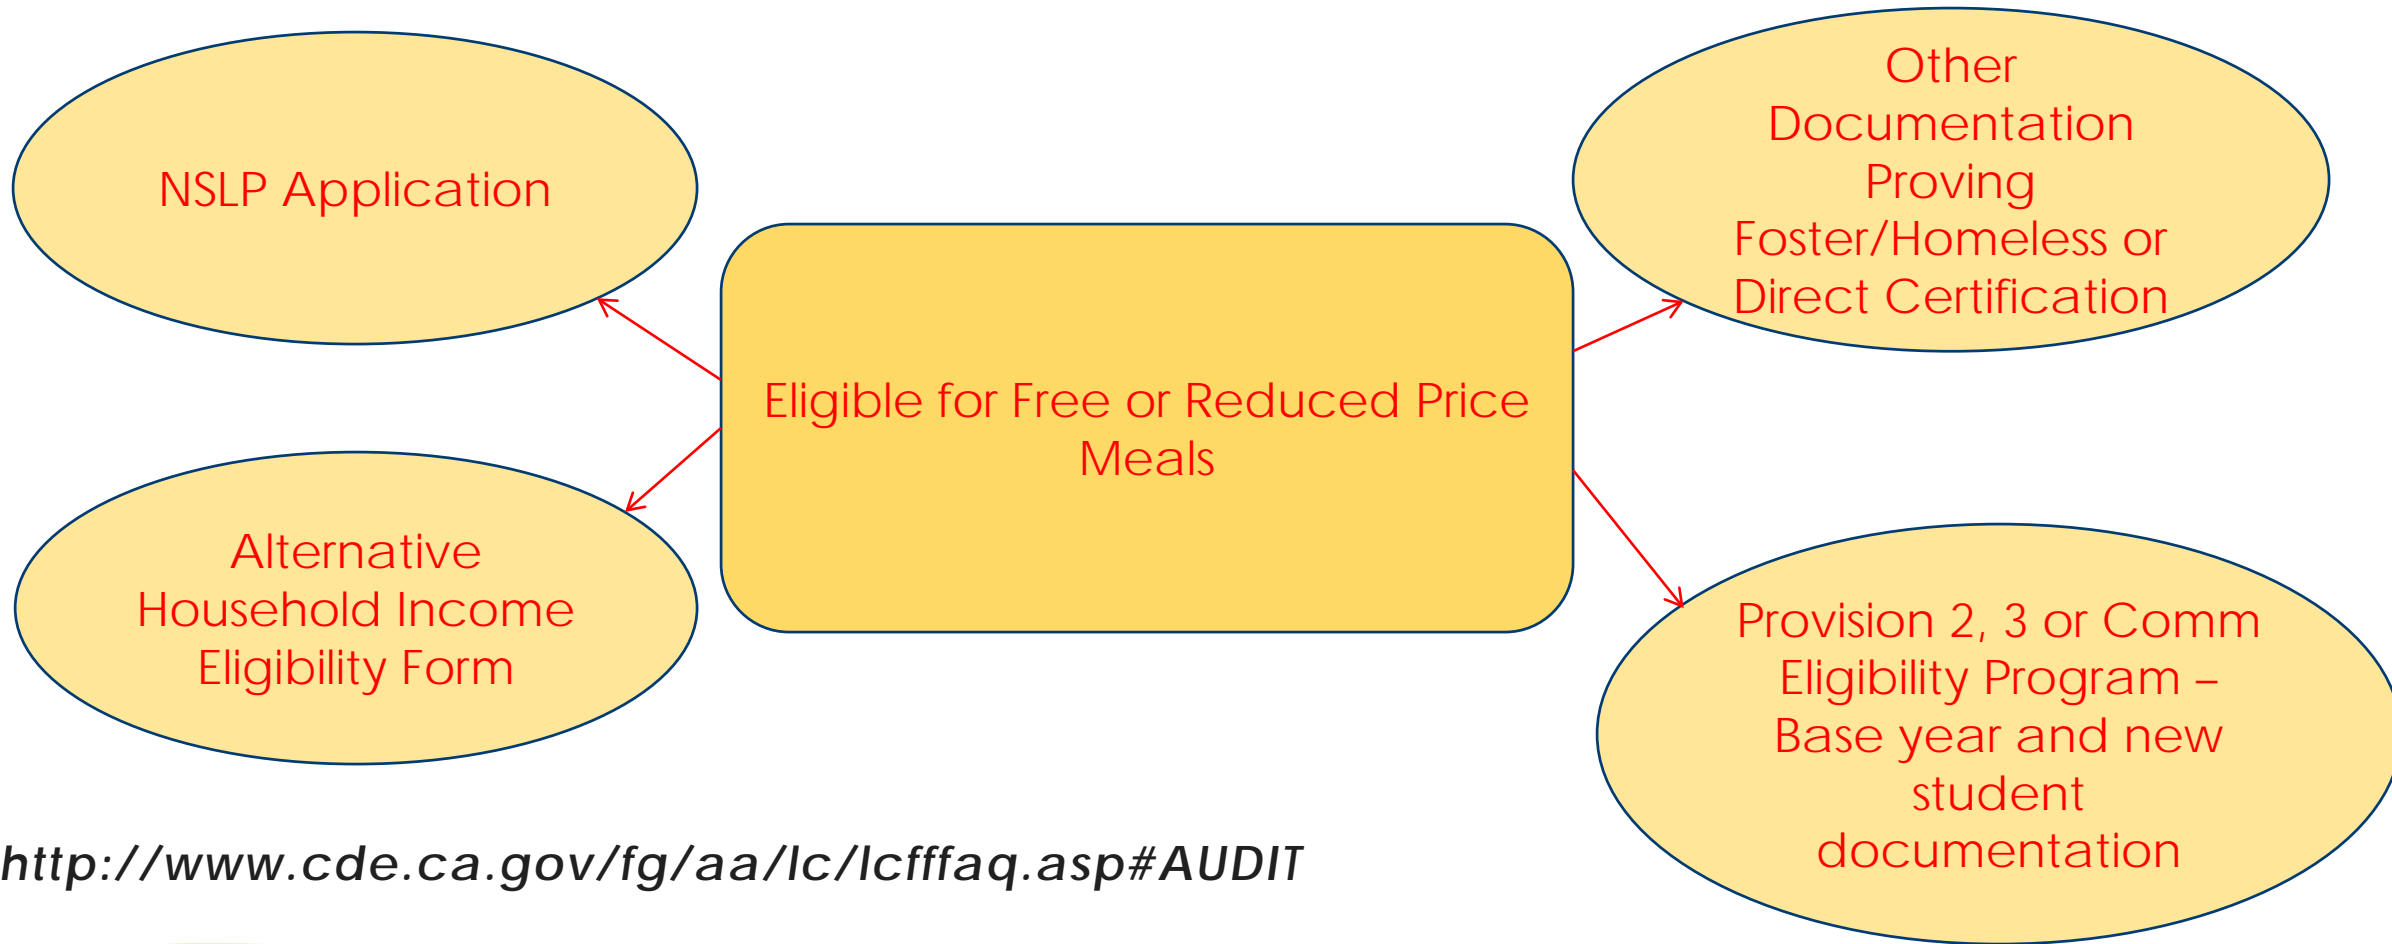 NSLP Application
Other
Documentation
Proving
Foster/Homeless or
Direct Certification
Eligible for Free or Reduced Price
Meals
Alternative
Household Income
Eligibility Form
Provision 2, 3 or Comm
Eligibility Program –
Base year and new
student
documentation
http://www.cde.ca.gov/fg/aa/lc/lcfffaq.asp#AUDIT